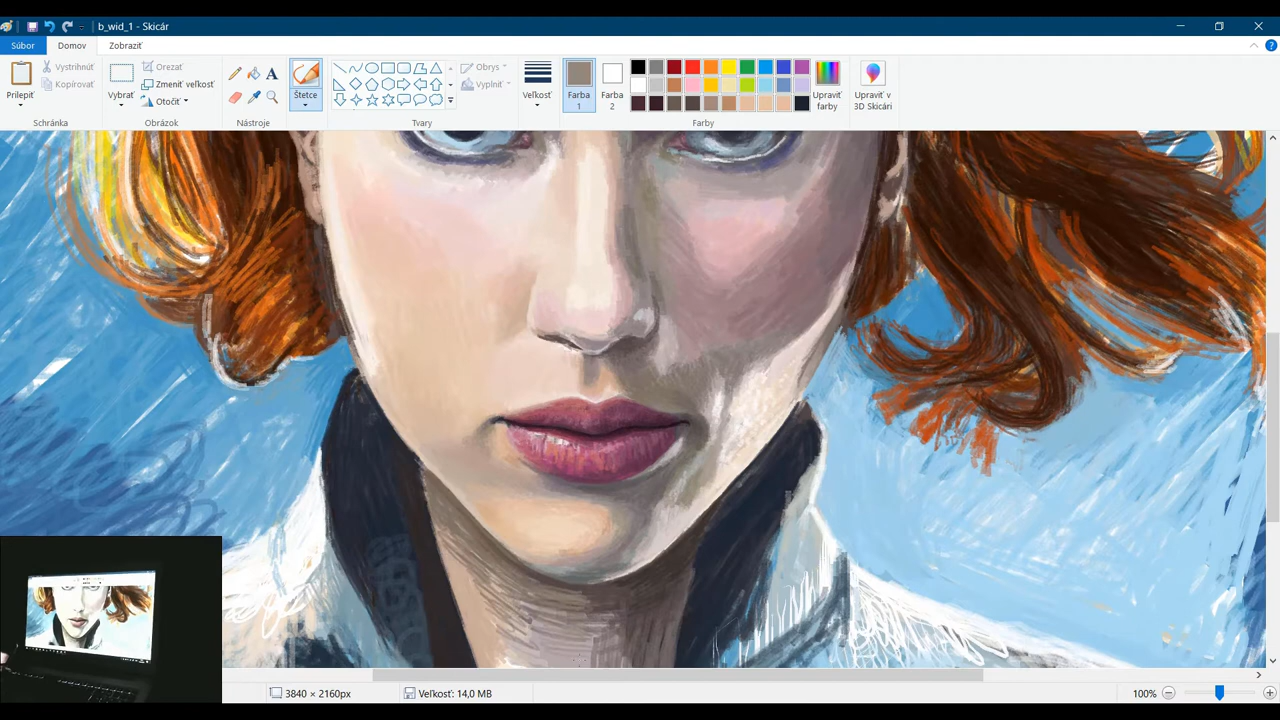 b_wid_1 - Skicár
Súbor
Domov
Zobraziť
Prilepiť
Vystrihnúť
Kopírovať
Schránka
Vybrať
Orezať
Zmeniť veľkosť
Otočiť
Obrázok
A
Nástroje
Štetce
Obrys
Vyplniť
Tvary
Veľkosť
Farba
1
Farba
2
Upraviť
farby
Upraviť v
3D Skicári
Farby
3840 × 2160px
Veľkosť: 14,0 MB
100%